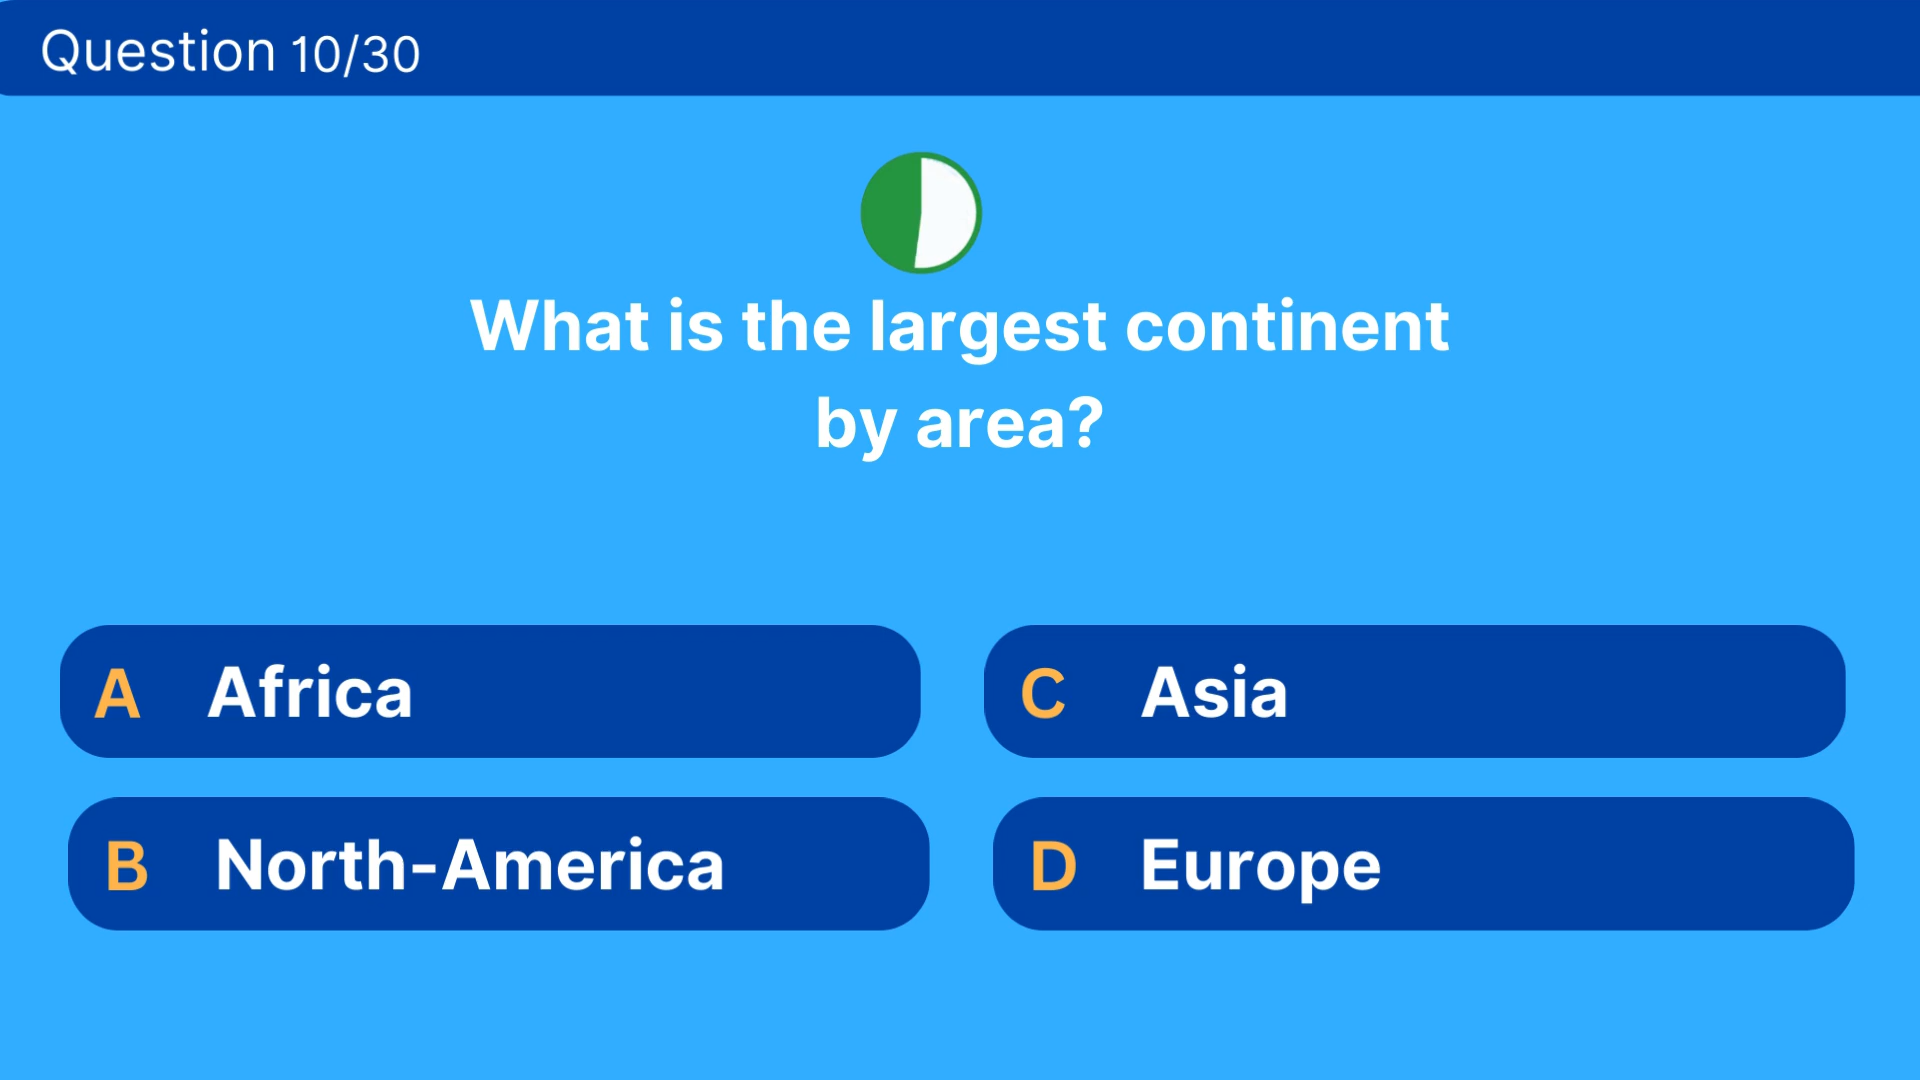 Question 10/30
What is the largest continent
by area?
A Africa
C Asia
B North-America
D Europe